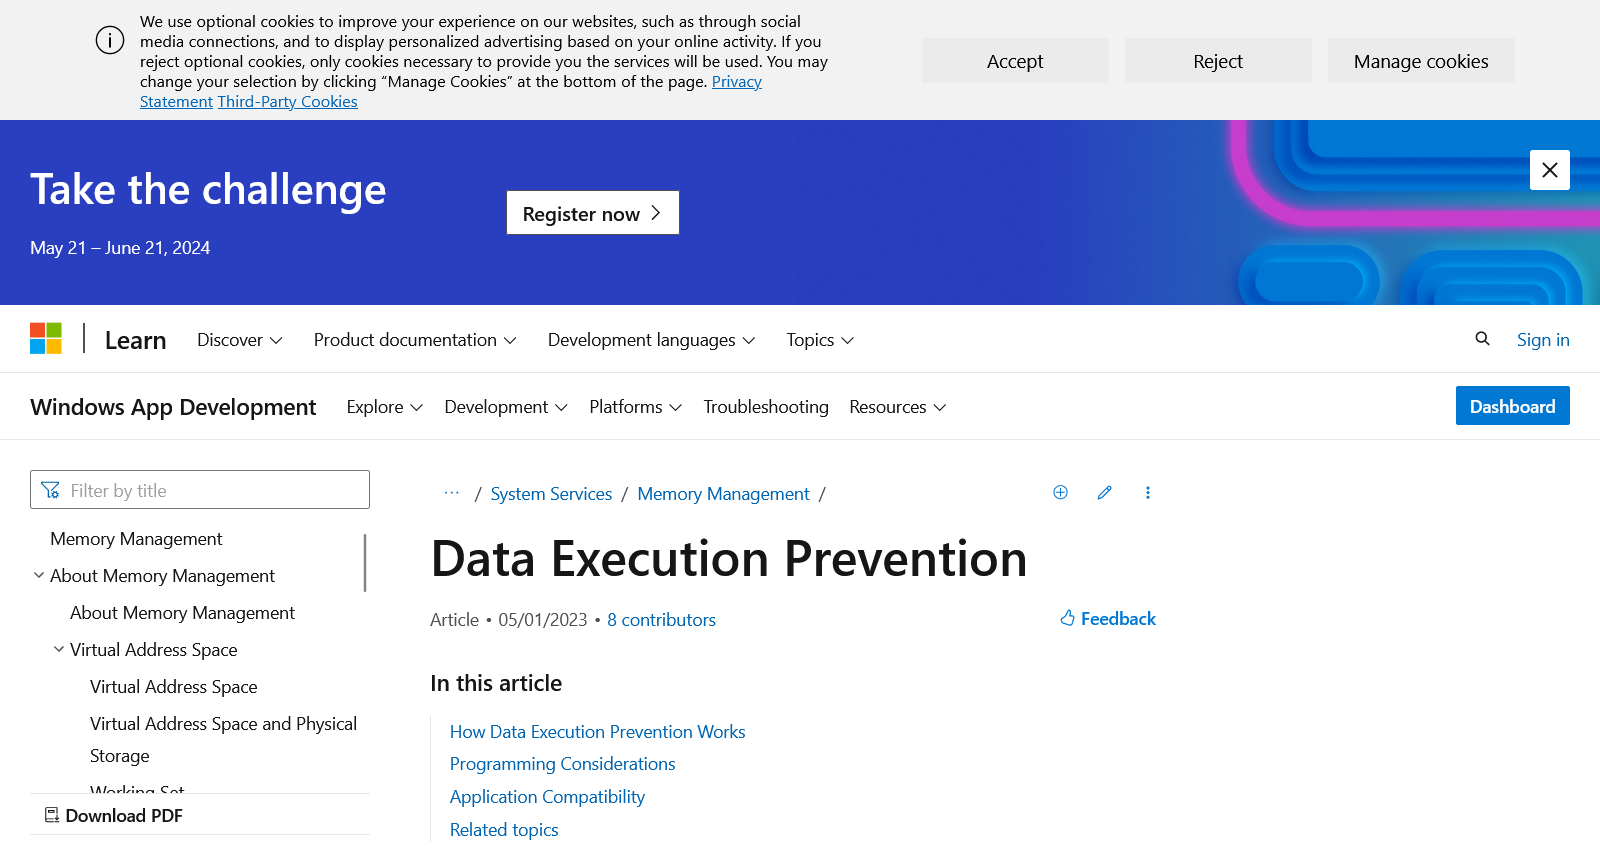 We use optional cookies to improve your experience on our websites, such as through social
media connections, and to display personalized advertising based on your online activity. If you
reject optional cookies, only cookies necessary to provide you the services will be used. You may
change your selection by clicking “Manage Cookies” at the bottom of the page. Privacy
Statement Third-Party Cookies
Accept
Reject
Manage cookies
Take the challenge
May 21 – June 21, 2024
Register now
Learn
Discover
Product documentation
Development languages
Topics
Sign in
Windows App Development
Explore
Development
Platforms
Troubleshooting
Resources
Dashboard
Filter by title
Memory Management
About Memory Management
About Memory Management
Virtual Address Space
Virtual Address Space
Virtual Address Space and Physical
Storage
Working Set
Download PDF
··· / System Services / Memory Management /
Data Execution Prevention
Article • 05/01/2023 • 8 contributors
Feedback
In this article
How Data Execution Prevention Works
Programming Considerations
Application Compatibility
Related topics